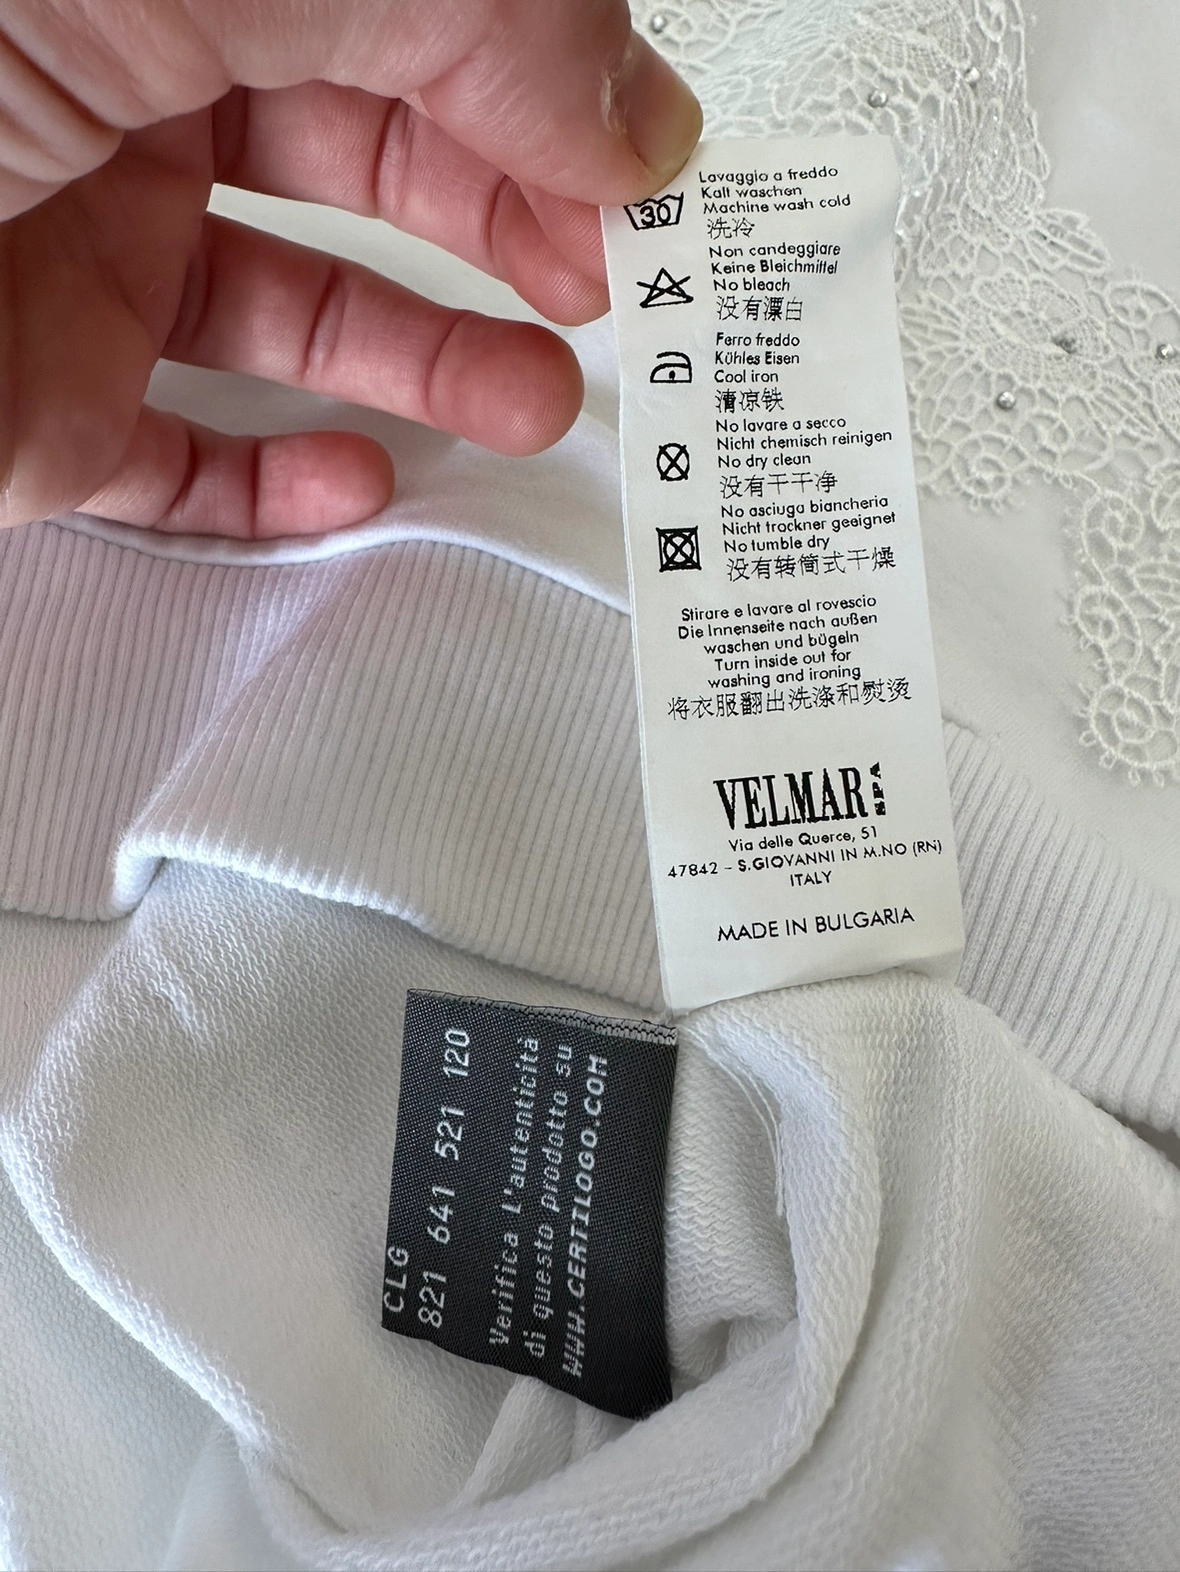 30
Lavaggio a freddo
Kalt waschen
Machine wash cold
洗冷
Non candeggiare
Keine Bleichmittel
No bleach
没有漂白
Ferro freddo
Kühles Eisen
Cool iron
清凉铁
No lavare a secco
Nicht chemisch reinigen
No dry clean
没有干干净
No asciuga biancheria
Nicht trockner geeignet
No tumble dry
没有转筒式干燥
Stirare e lavare al rovescio
Die Innenseite nach außen
waschen und bügeln
Turn inside out for
washing and ironing
将衣服翻出洗涤和熨烫
VELMAR SPA
Via delle Querce, 51
47842 - S.GIOVANNI IN M.NO (RN)
ITALY
MADE IN BULGARIA
CLG
821 641 521 120
Verifica l'autenticità
di questo prodotto su
WWW.CERTILOGO.COM